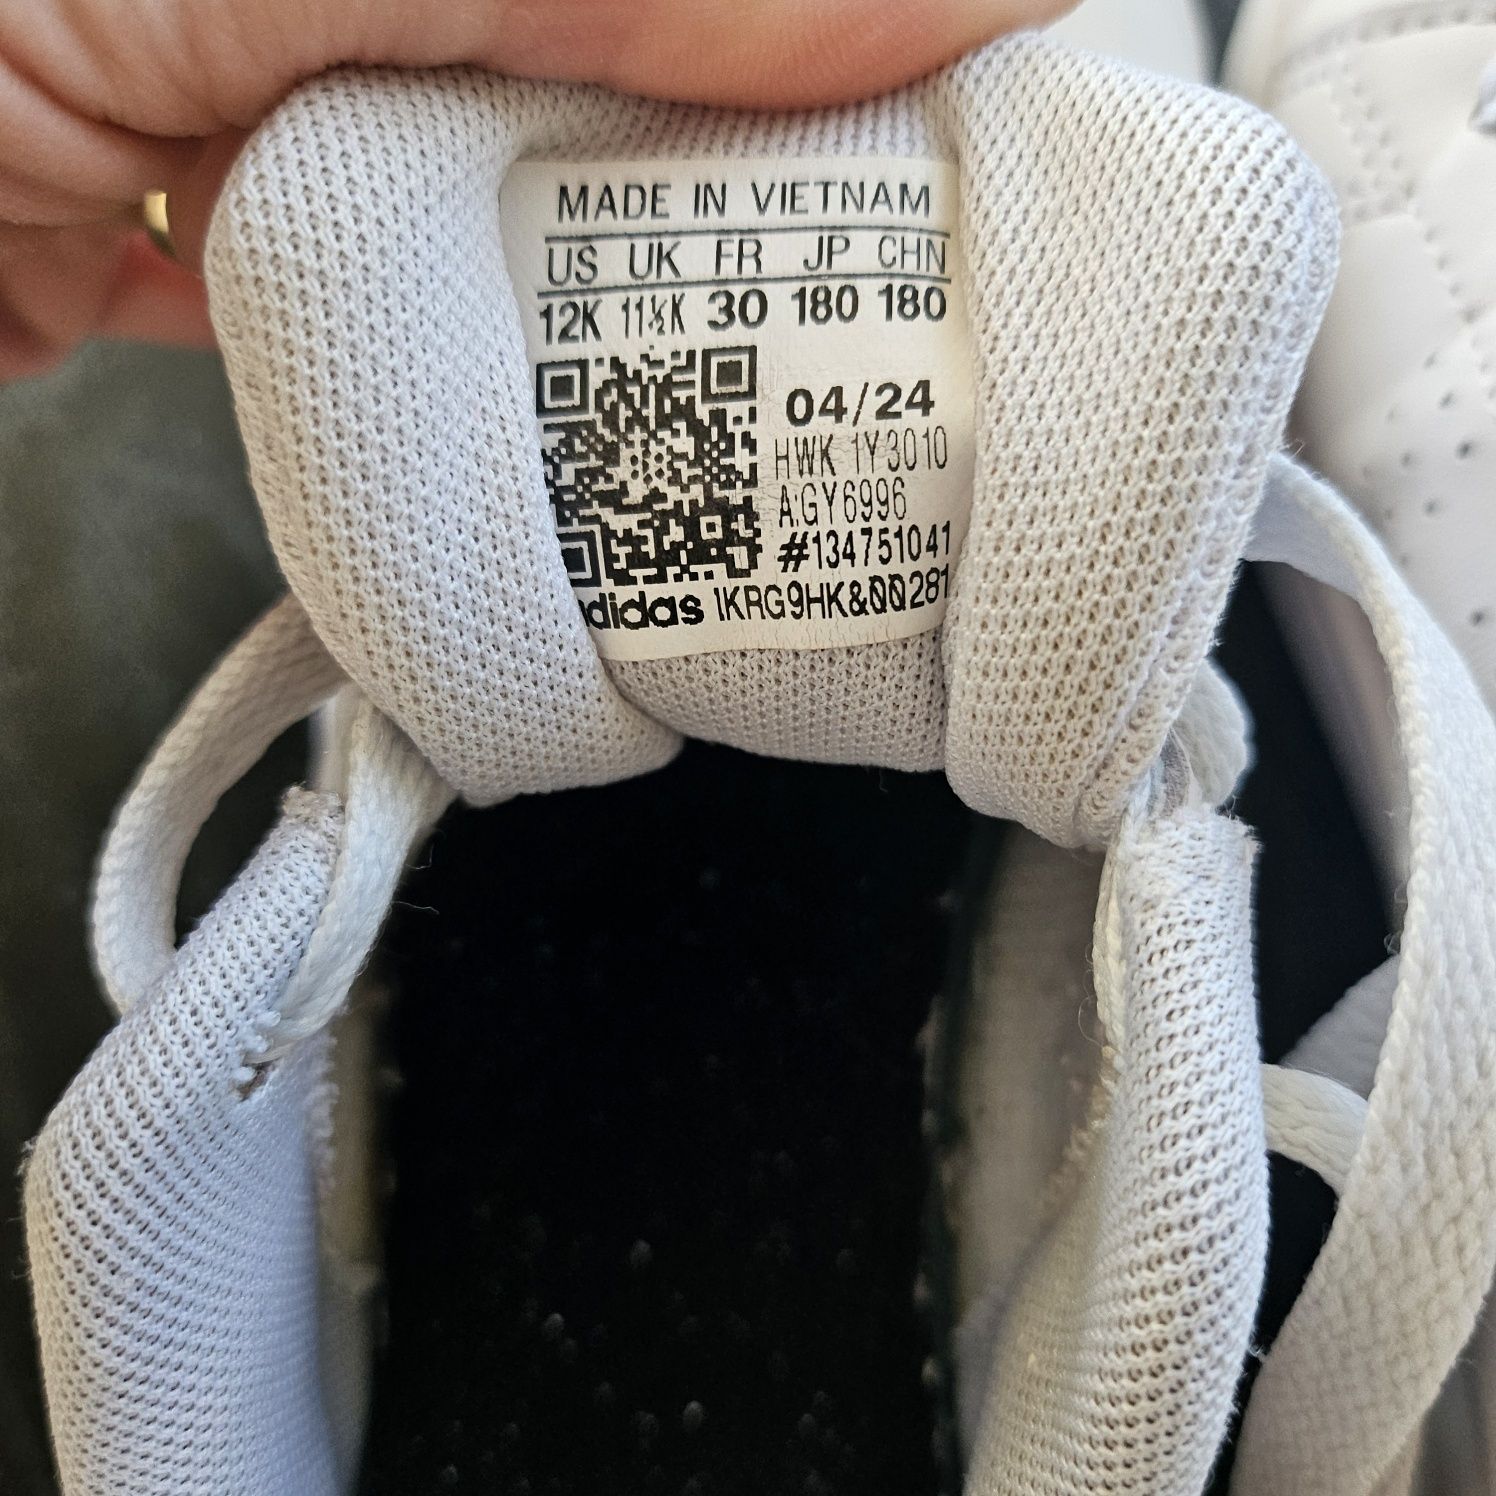 MADE IN VIETNAM
US UK FR JP CHN
12K 11½K 30 180 180
04/24
HWK 1Y3010
A:GY6996
#134751041
adidas 1KRG9HK&00281